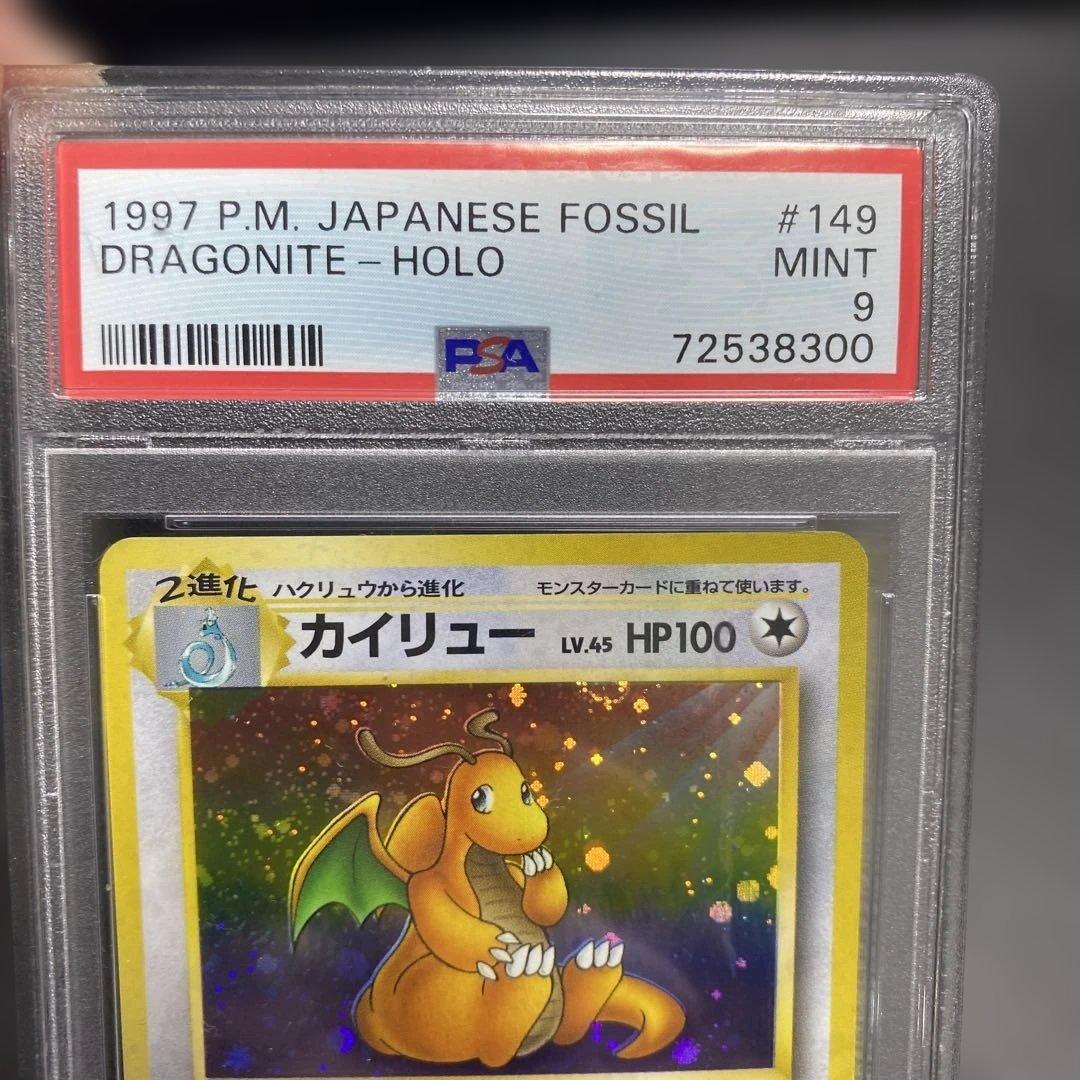 1997 P.M. JAPANESE FOSSIL #149
DRAGONITE - HOLO MINT
9
PSA 72538300
2進化 ハクリュウから進化 モンスターカードに重ねて使います。
カイリュー LV.45 HP100